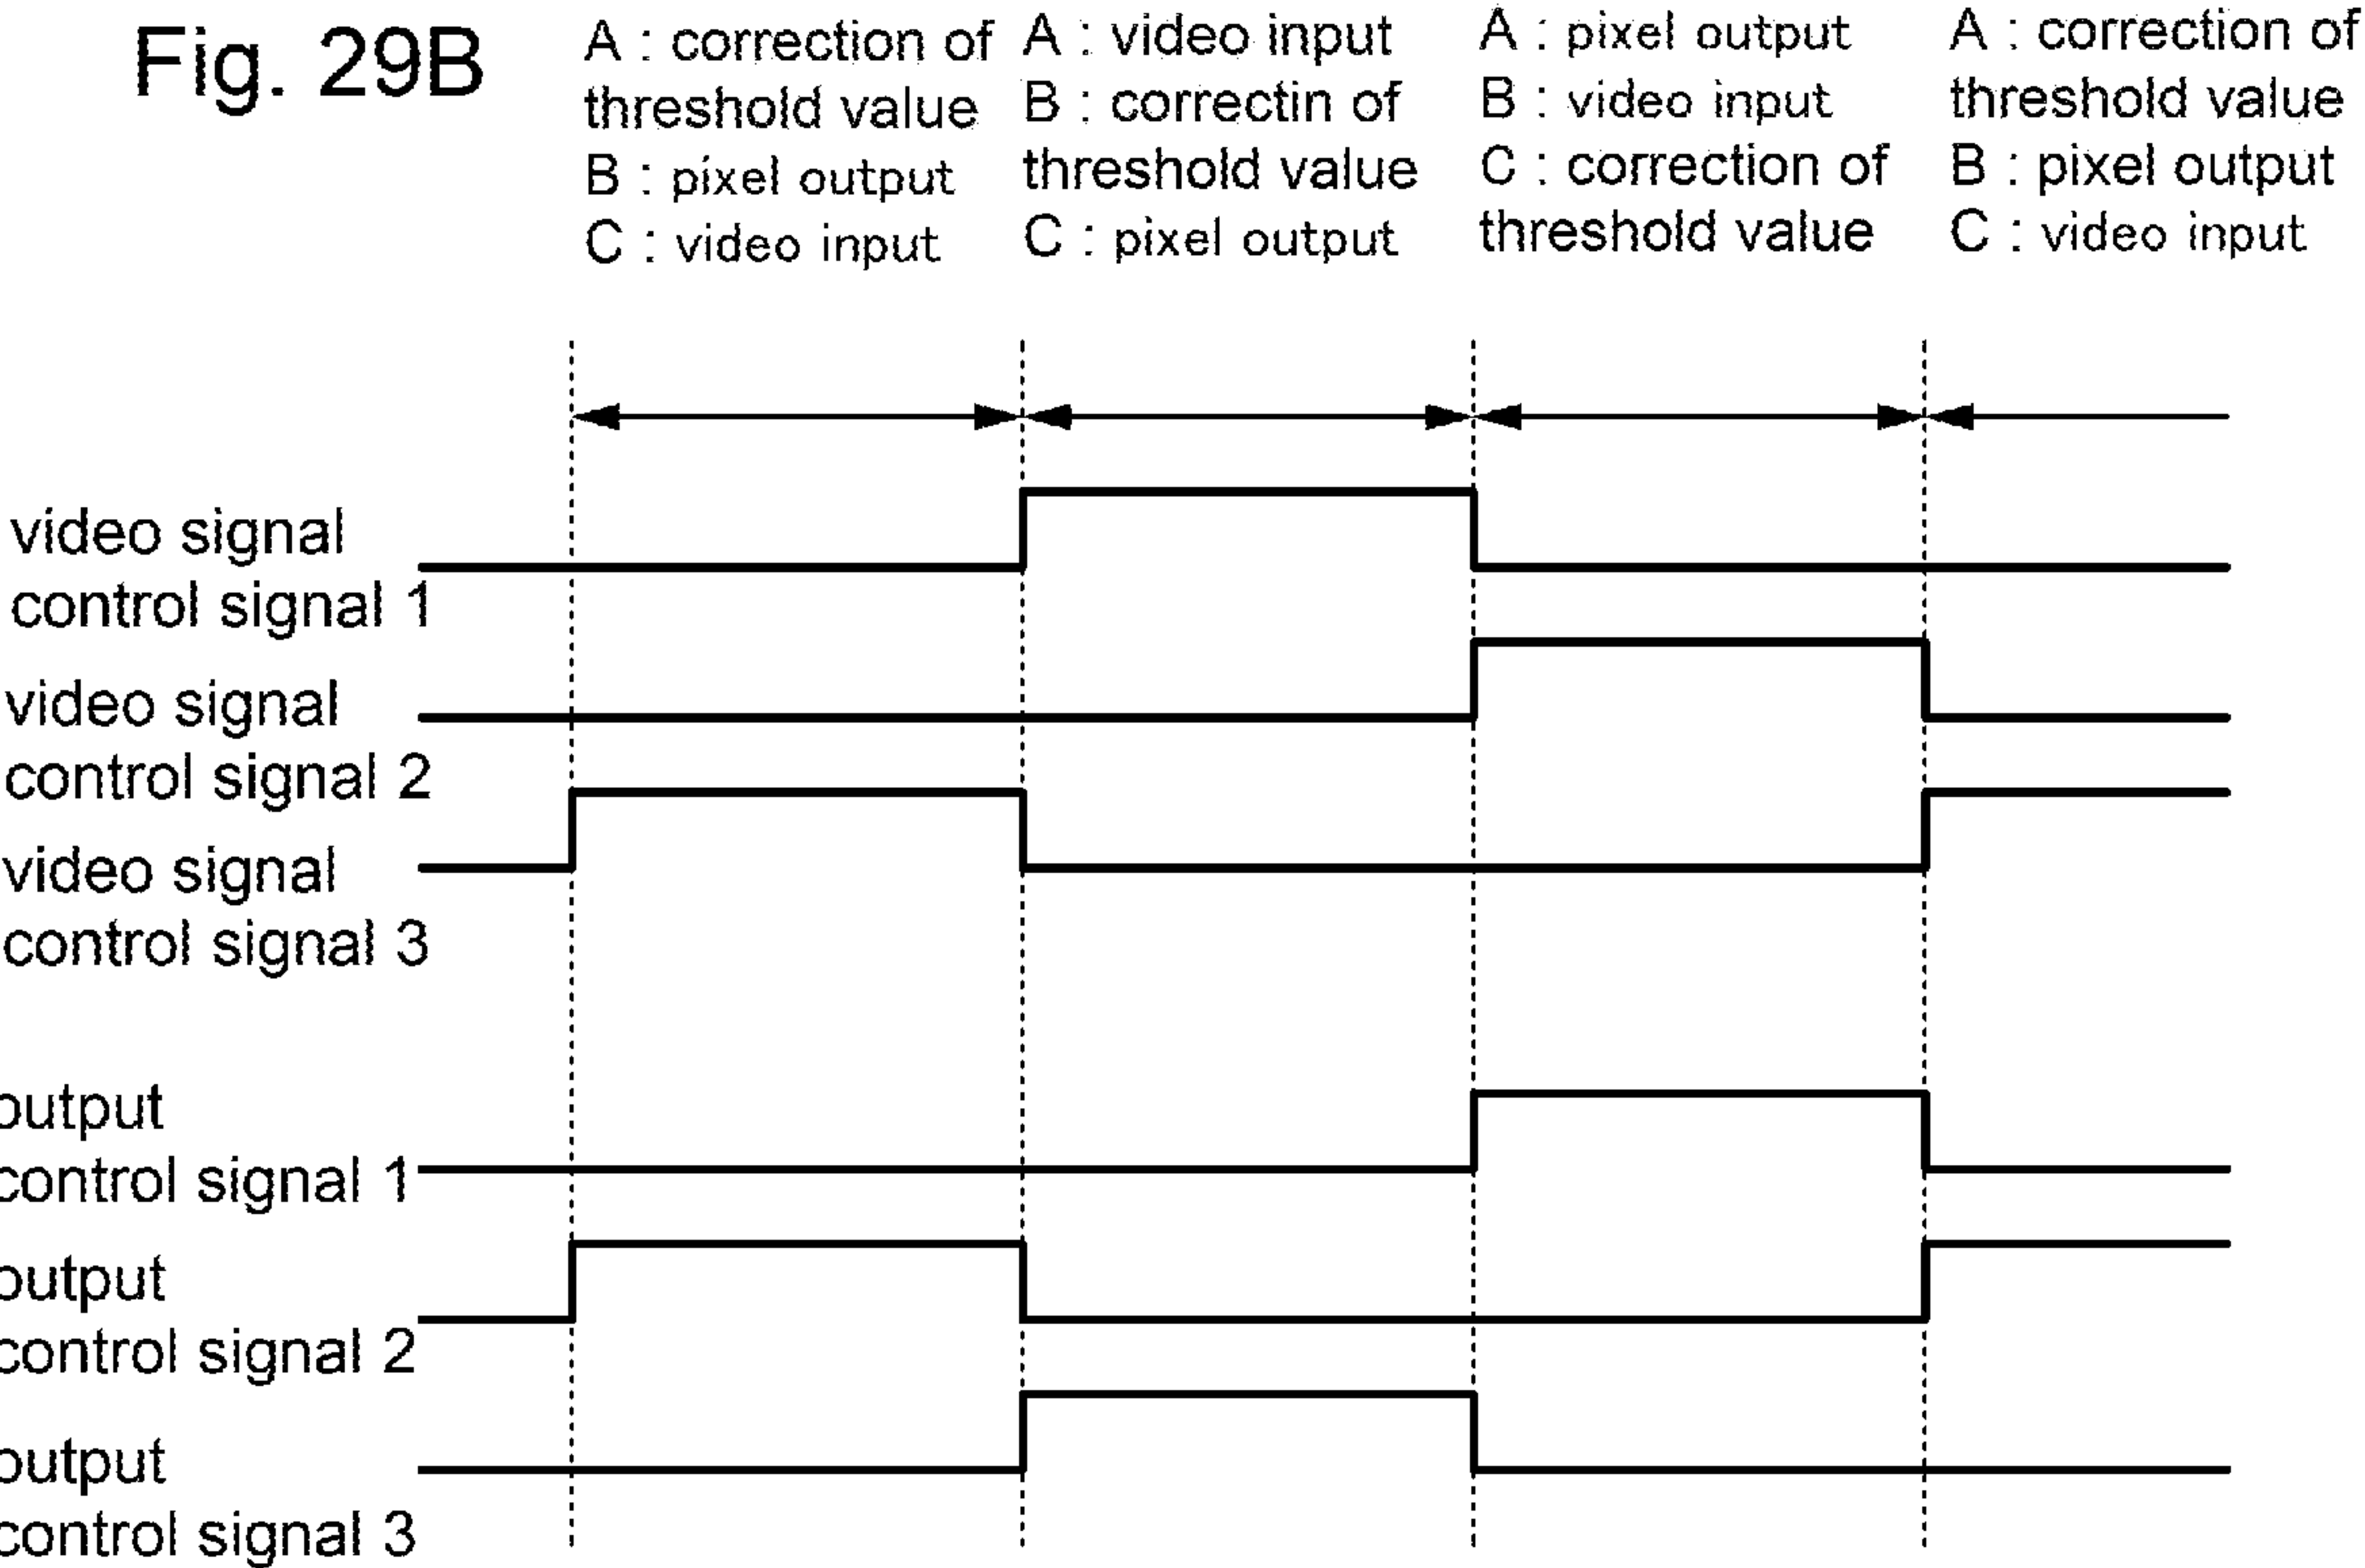 Fig. 29B
A : correction of
threshold value
B : pixel output
C : video input
A : video input
B : correctin of
threshold value
C : pixel output
A : pixel output
B : video input
C : correction of
threshold value
A : correction of
threshold value
B : pixel output
C : video input
video signal
control signal 1
video signal
control signal 2
video signal
control signal 3
output
control signal 1
output
control signal 2
output
control signal 3